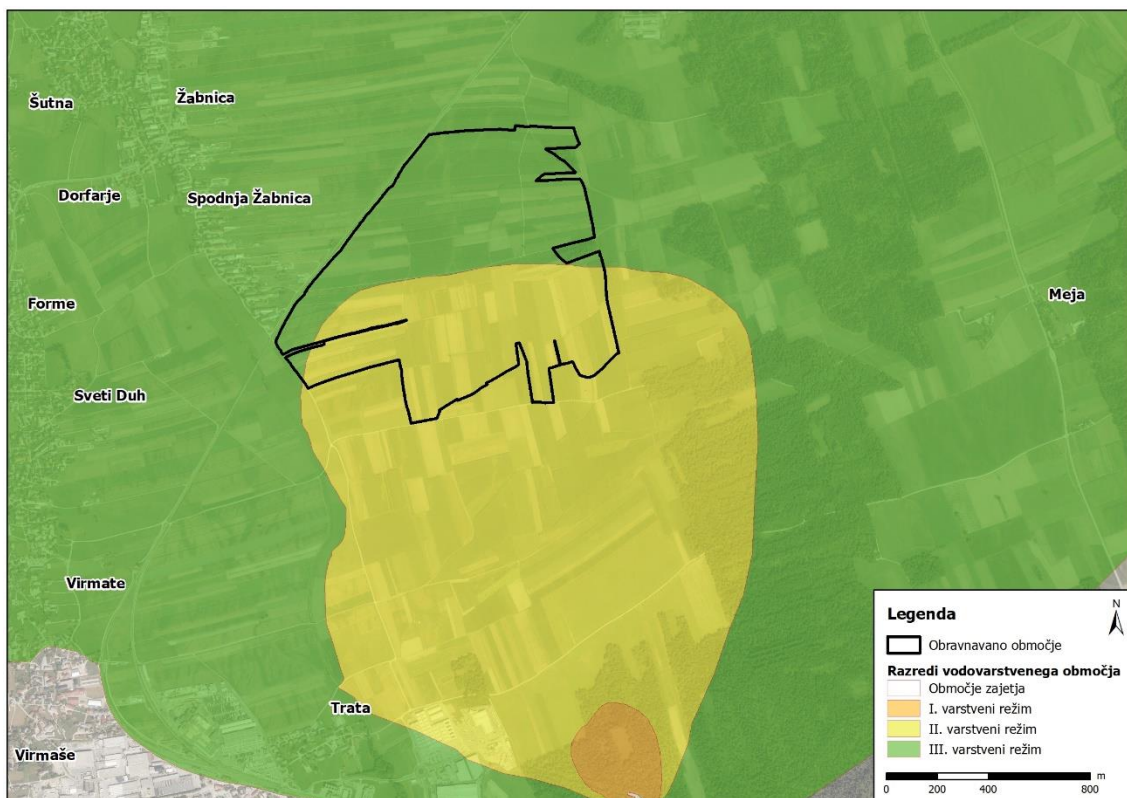 Šutna
Žabnica
Dorfarje
Spodnja Žabnica
Forme
Meja
Sveti Duh
Virmate
Trata
Virmaše
Legenda
N
Obravnavano območje
Razredi vodovarstvenega območja
Območje zajetja
I. varstveni režim
II. varstveni režim
III. varstveni režim
m
0 200 400 800